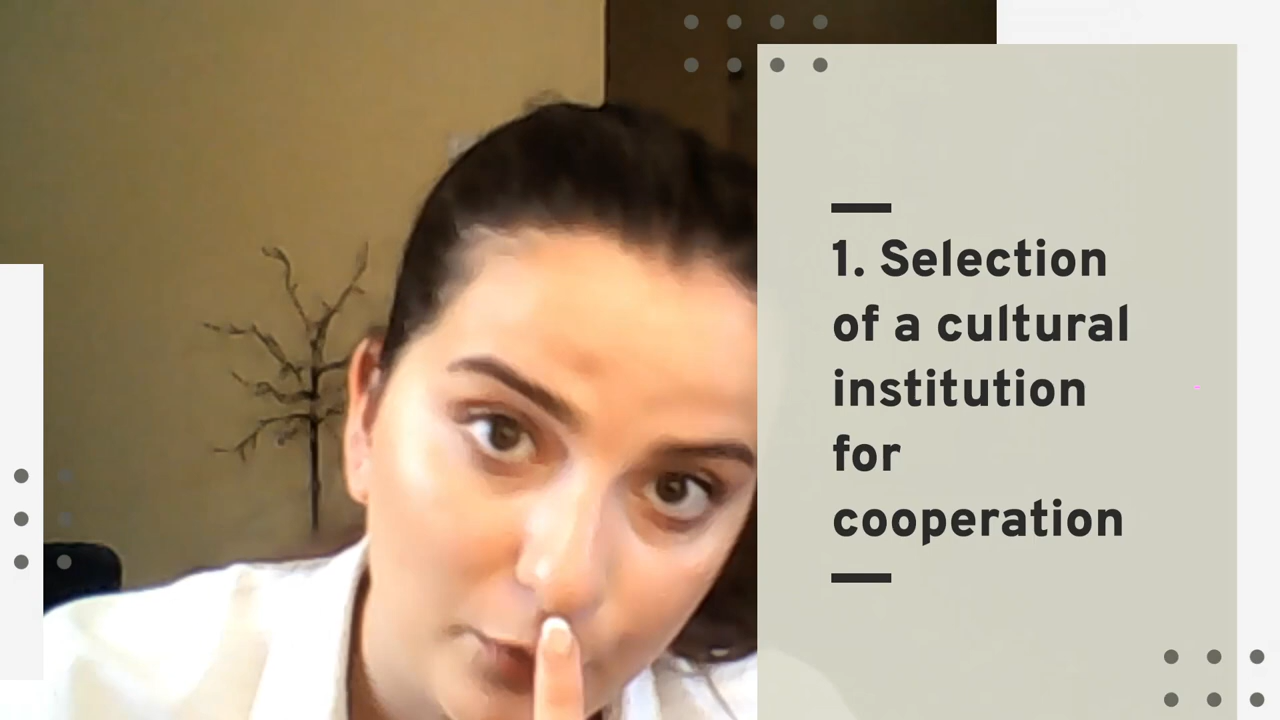 1. Selection
of a cultural
institution
for
cooperation